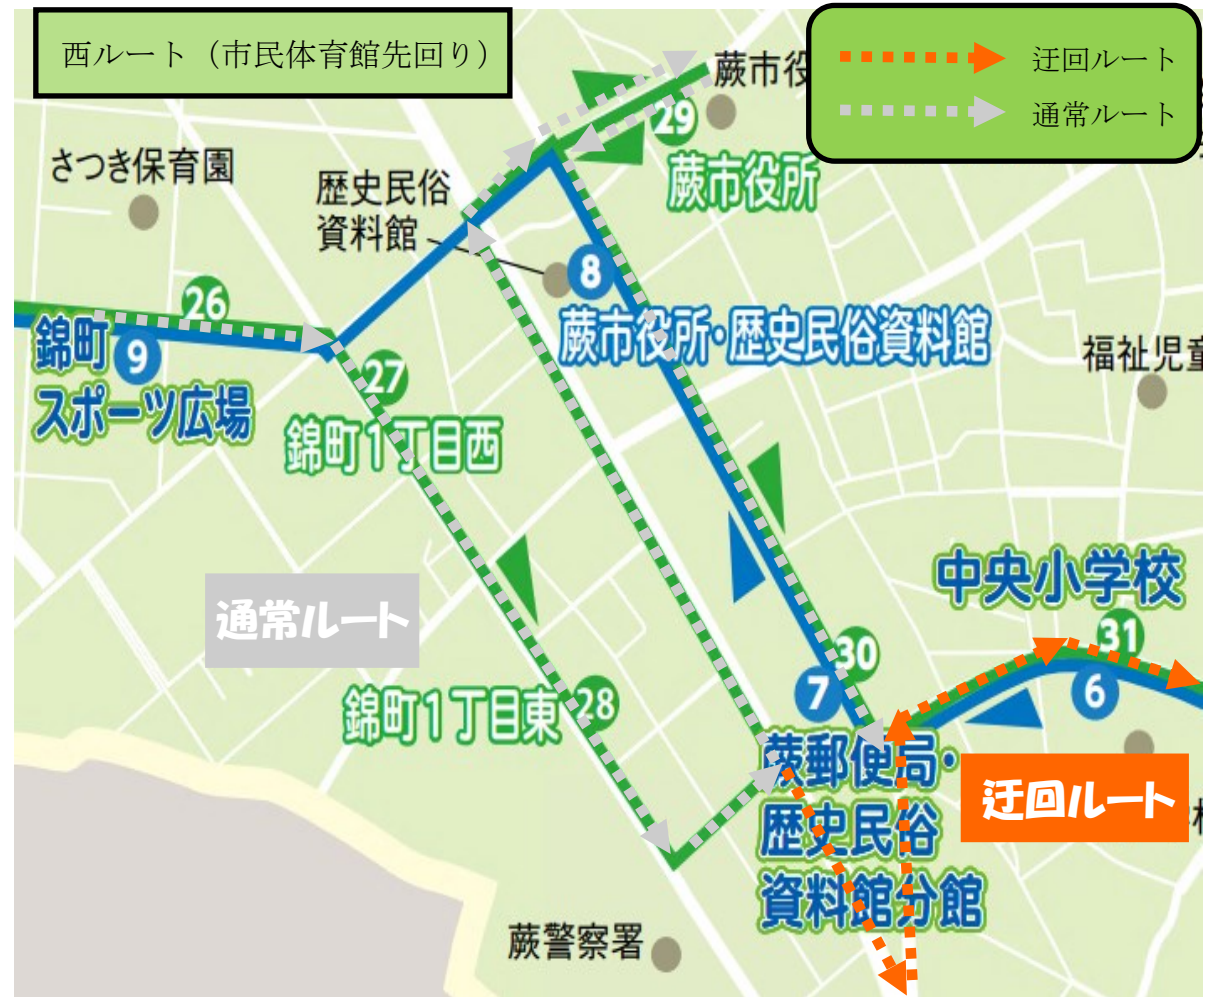 西ルート（市民体育館先回り）
迂回ルート
通常ルート
蕨市役
29
蕨市役所
さつき保育園
歴史民俗
資料館
8
蕨市役所・歴史民俗資料館
26
錦町
スポーツ広場
9
27
錦町1丁目西
福祉児童
通常ルート
中央小学校
31
30
7
6
28
錦町1丁目東
蕨郵便局・
歴史民俗
資料館分館
迂回ルート
蕨警察署